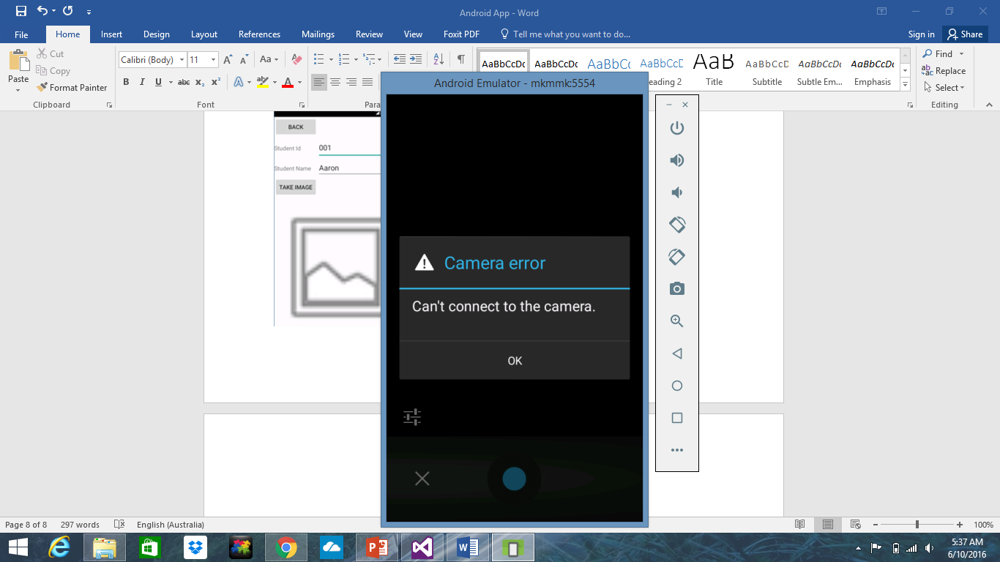 Android App - Word
File Home Insert Design Layout References Mailings Review View Foxit PDF Tell me what you want to do... Sign in Share
Paste
Cut
Copy
Format Painter
Clipboard
Calibri (Body) 11
Font
Para
AaBbCcDc AaBbCcDc AaBbCc AaBbCcD AaB AaBbCcD AaBbCcDc AaBbCcDc
eading 2 Title Subtitle Subtle Em... Emphasis
Find
Replace
Select
Editing
Android Emulator - mkmmk:5554
BACK
Student Id 001
Student Name Aaron
TAKE IMAGE
Camera error
Can't connect to the camera.
OK
Page 8 of 8 297 words English (Australia) 100%
5:37 AM
6/10/2016